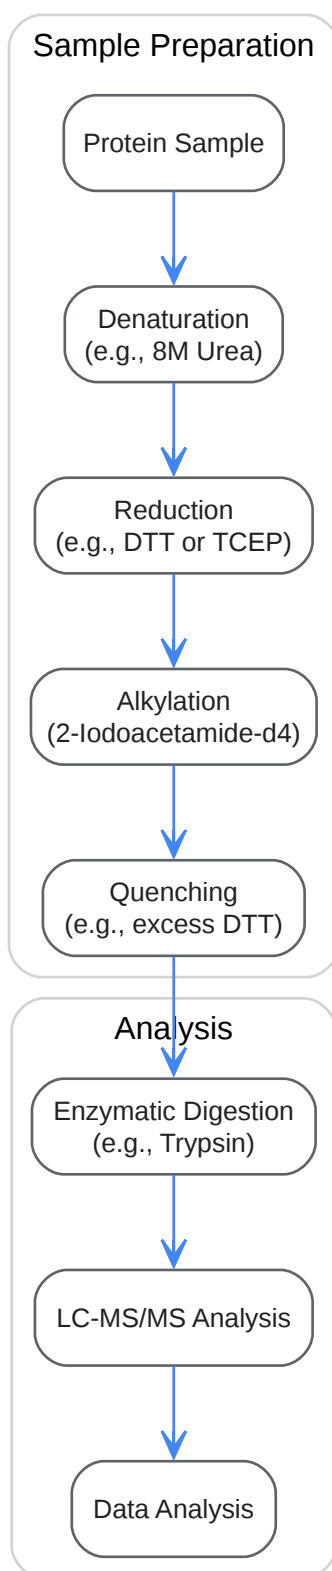 Sample Preparation
Protein Sample
Denaturation
(e.g., 8M Urea)
Reduction
(e.g., DTT or TCEP)
Alkylation
(2-Iodoacetamide-d4)
Quenching
(e.g., excess DTT)
Analysis
Enzymatic Digestion
(e.g., Trypsin)
LC-MS/MS Analysis
Data Analysis